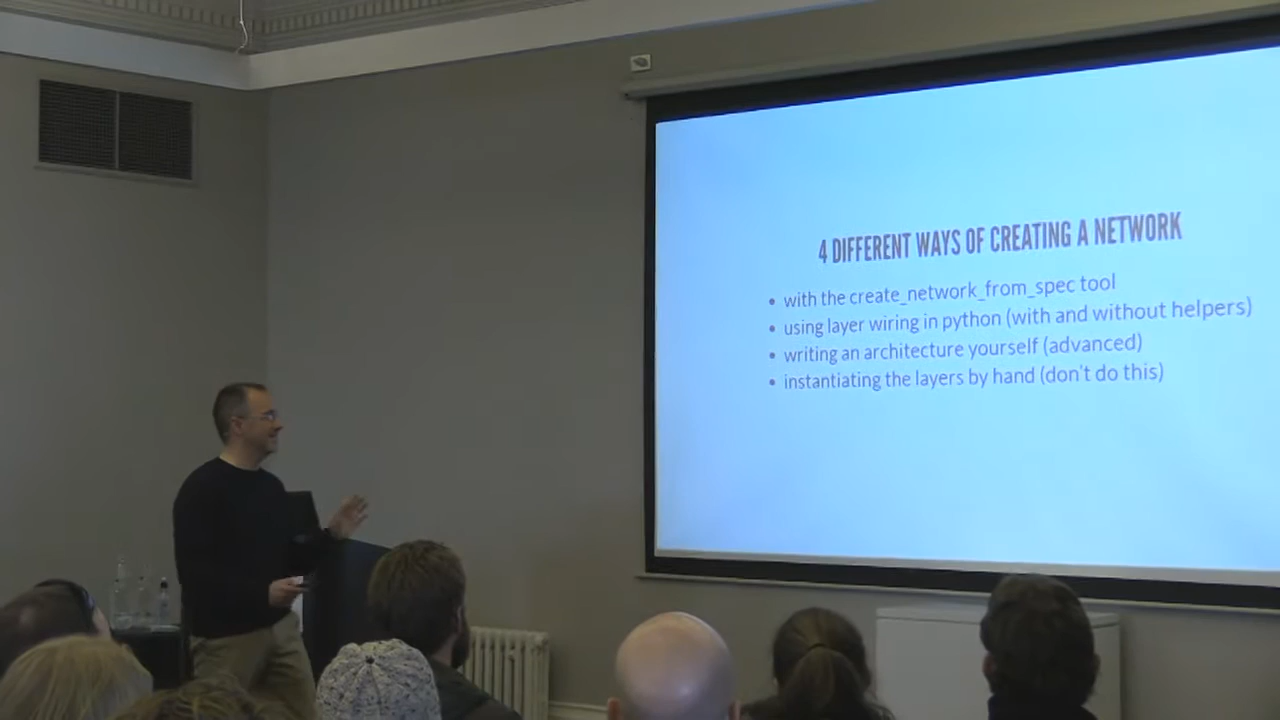 4 DIFFERENT WAYS OF CREATING A NETWORK
• with the create_network_from_spec tool
• using layer wiring in python (with and without helpers)
• writing an architecture yourself (advanced)
• instantiating the layers by hand (don't do this)